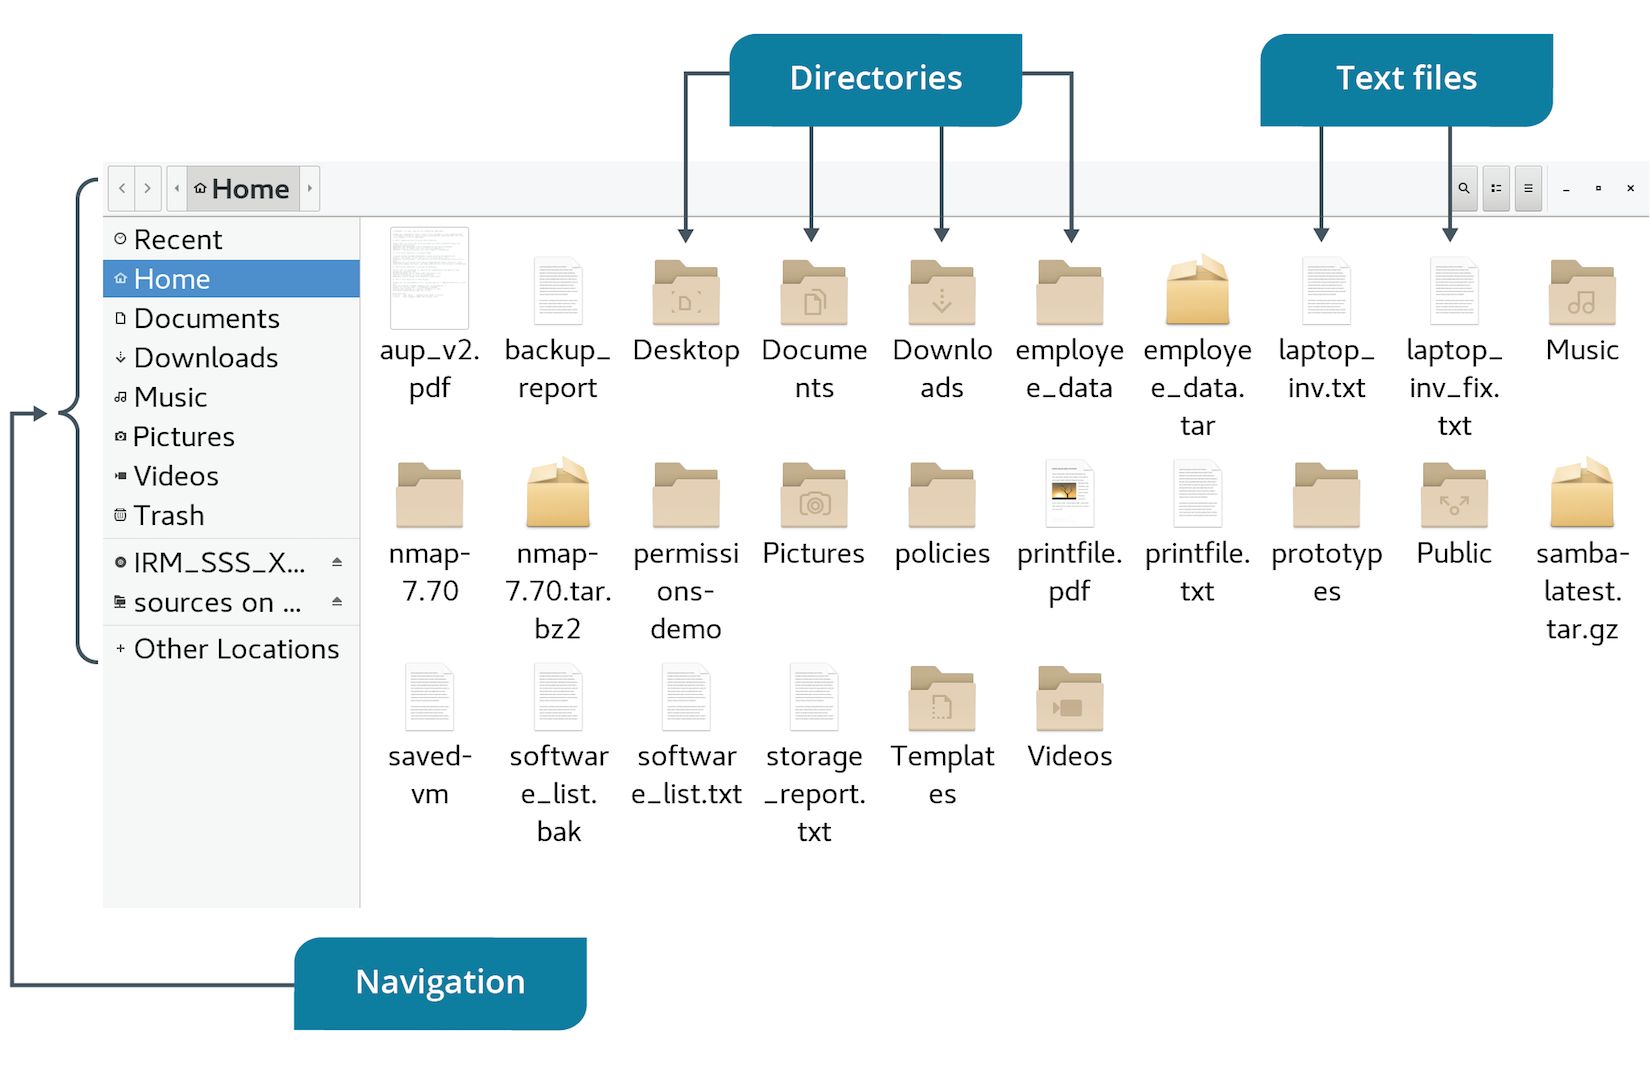 Directories
Text files
Home
Recent
Home
Documents
Downloads
Music
Pictures
Videos
Trash
IRM_SSS_X...
sources on ...
Other Locations
aup_v2.
pdf
backup_
report
Desktop
Docume
nts
Downlo
ads
employe
e_data
employe
e_data.
tar
laptop_
inv.txt
laptop_
inv_fix.
txt
Music
nmap-
7.70
nmap-
7.70.tar.
bz2
permissi
ons-
demo
Pictures
policies
printfile.
pdf
printfile.
txt
prototyp
es
Public
samba-
latest.
tar.gz
saved-
vm
softwar
e_list.
bak
softwar
e_list.txt
storage
_report.
txt
Templat
es
Videos
Navigation